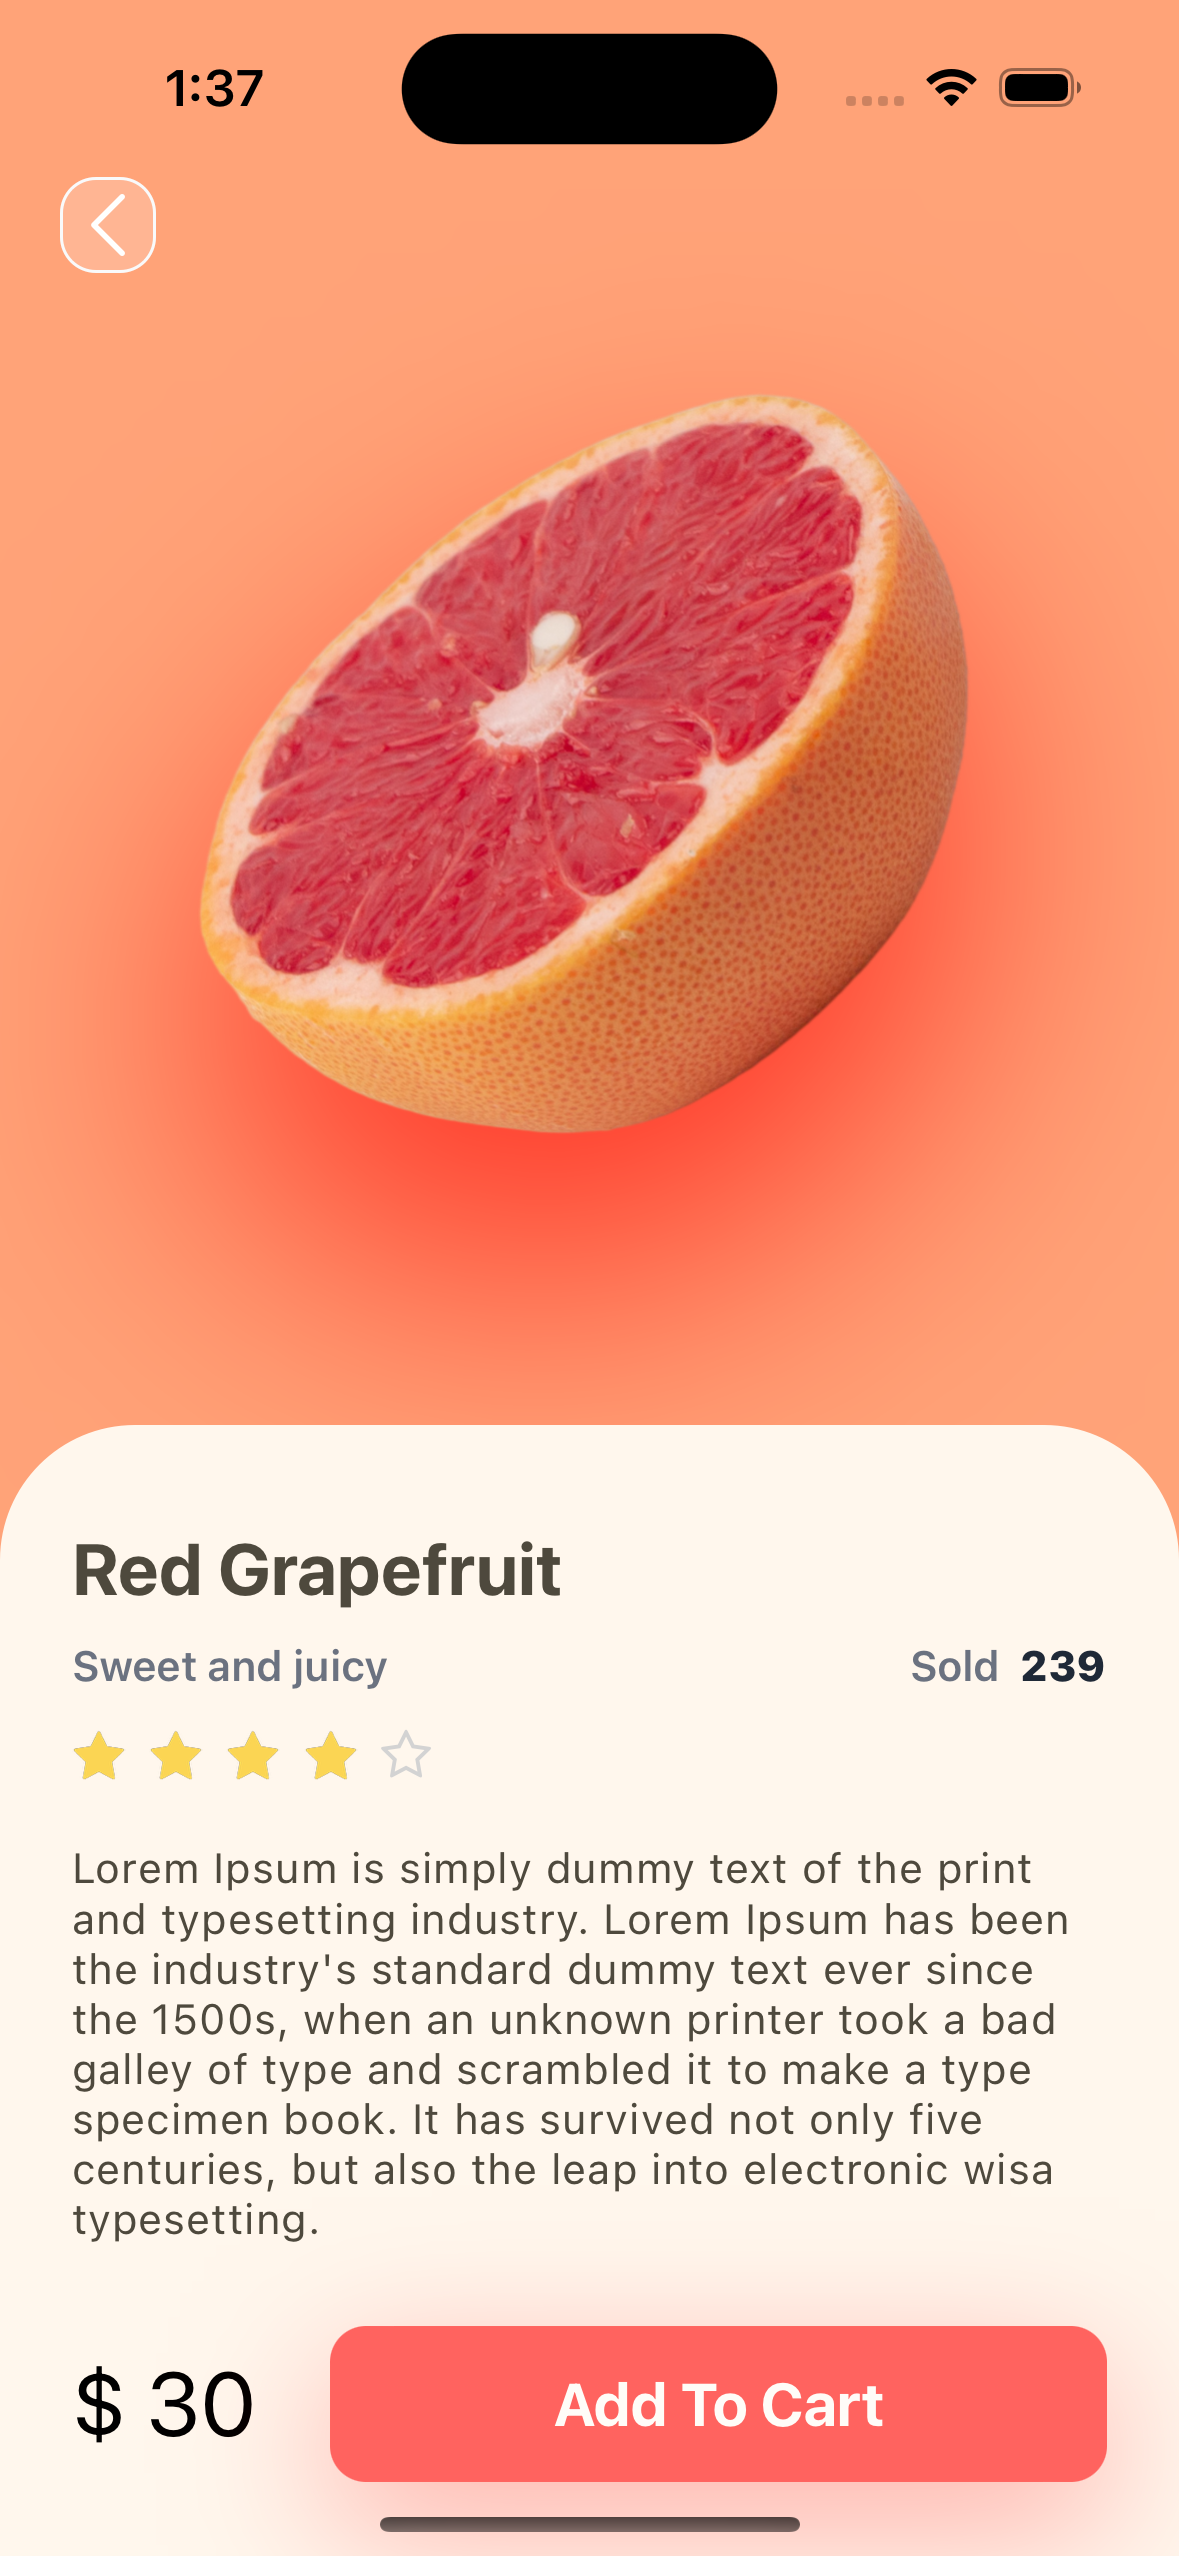 1:37
Red Grapefruit
Sweet and juicy
Sold 239
Lorem Ipsum is simply dummy text of the print
and typesetting industry. Lorem Ipsum has been
the industry's standard dummy text ever since
the 1500s, when an unknown printer took a bad
galley of type and scrambled it to make a type
specimen book. It has survived not only five
centuries, but also the leap into electronic wisa
typesetting.
$ 30
Add To Cart